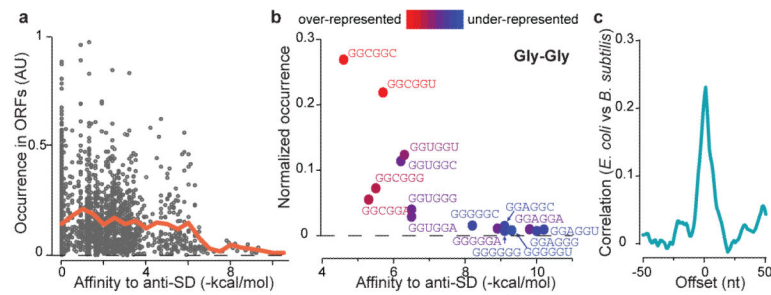 a
Occurrence in ORFs (AU)
1
0.5
0
0
4
8
Affinity to anti-SD (-kcal/mol)
b
over-represented
under-represented
Gly-Gly
Normalized occurrence
0.3
0.2
0.1
0
GGCGGC
GGCGGU
GGUGGU
GGUGGC
GGCGGG
GGCGGA
GGUGGG
GGUGGA
GGGGGC
GGAGGC
GGAGGA
GGAGGU
GGGGGA
GGAGGG
GGGGGG
GGGGGU
4
6
8
10
Affinity to anti-SD (-kcal/mol)
c
Correlation (E. coli vs B. subtilis)
0.3
0.2
0.1
0
-50
-25
0
25
50
Offset (nt)